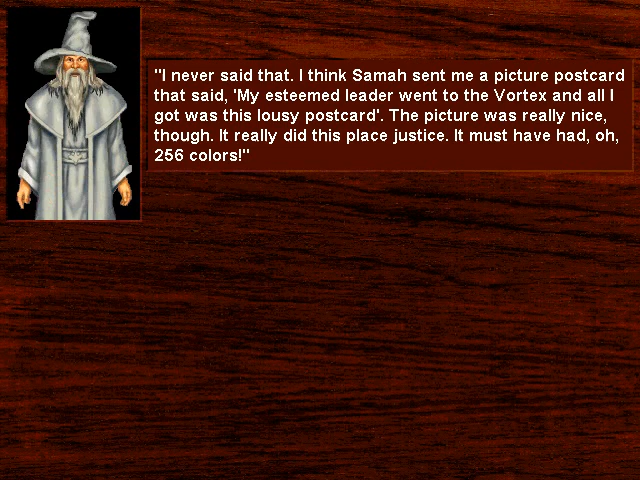 "I never said that. I think Samah sent me a picture postcard
that said, 'My esteemed leader went to the Vortex and all I
got was this lousy postcard'. The picture was really nice,
though. It really did this place justice. It must have had, oh,
256 colors!"